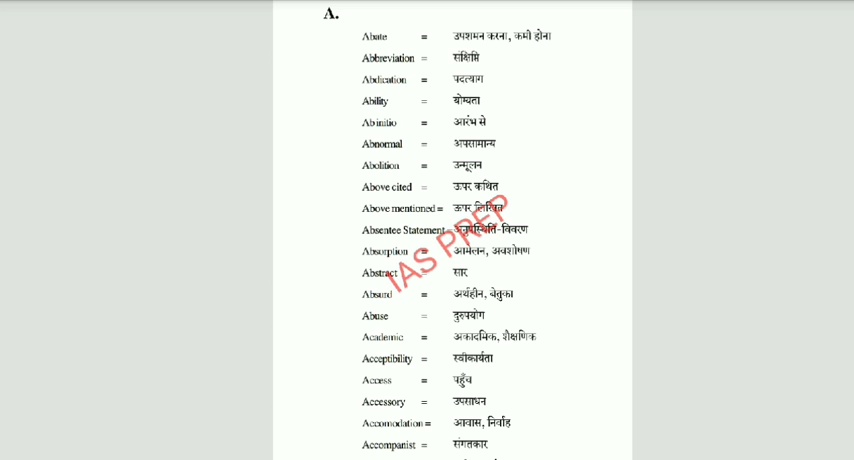 A.
Abate = उपशमन करना, कमी होना
Abbreviation = संक्षिप्ति
Abdication = पदत्याग
Ability = योग्यता
Ab initio = आरंभ से
Abnormal = अपसामान्य
Abolition = उन्मूलन
Above cited = ऊपर कथित
Above mentioned = ऊपर लिखित
Absentee Statement = अनुपस्थिति-विवरण
Absorption = आमेलन, अवशोषण
Abstract = सार
Absurd = अर्थहीन, बेतुका
Abuse = दुरुपयोग
Academic = अकादमिक, शैक्षणिक
Acceptibility = स्वीकार्यता
Access = पहुँच
Accessory = उपसाधन
Accomodation = आवास, निर्वाह
Accompanist = संगतकार
IAS PREP